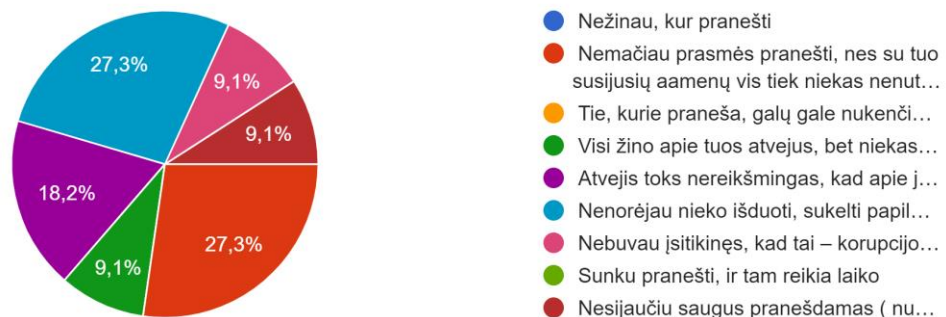 27,3%
9,1%
9,1%
18,2%
9,1%
27,3%
Nežinau, kur pranešti
Nemačiau prasmės pranešti, nes su tuo
susijusių aamenų vis tiek niekas nenut…
Tie, kurie praneša, galų gale nukenči…
Visi žino apie tuos atvejus, bet niekas…
Atvejis toks nereikšmingas, kad apie j…
Nenorėjau nieko išduoti, sukelti papil…
Nebuvau įsitikinęs, kad tai – korupcijo…
Sunku pranešti, ir tam reikia laiko
Nesijaučiu saugus pranešdamas ( nu…